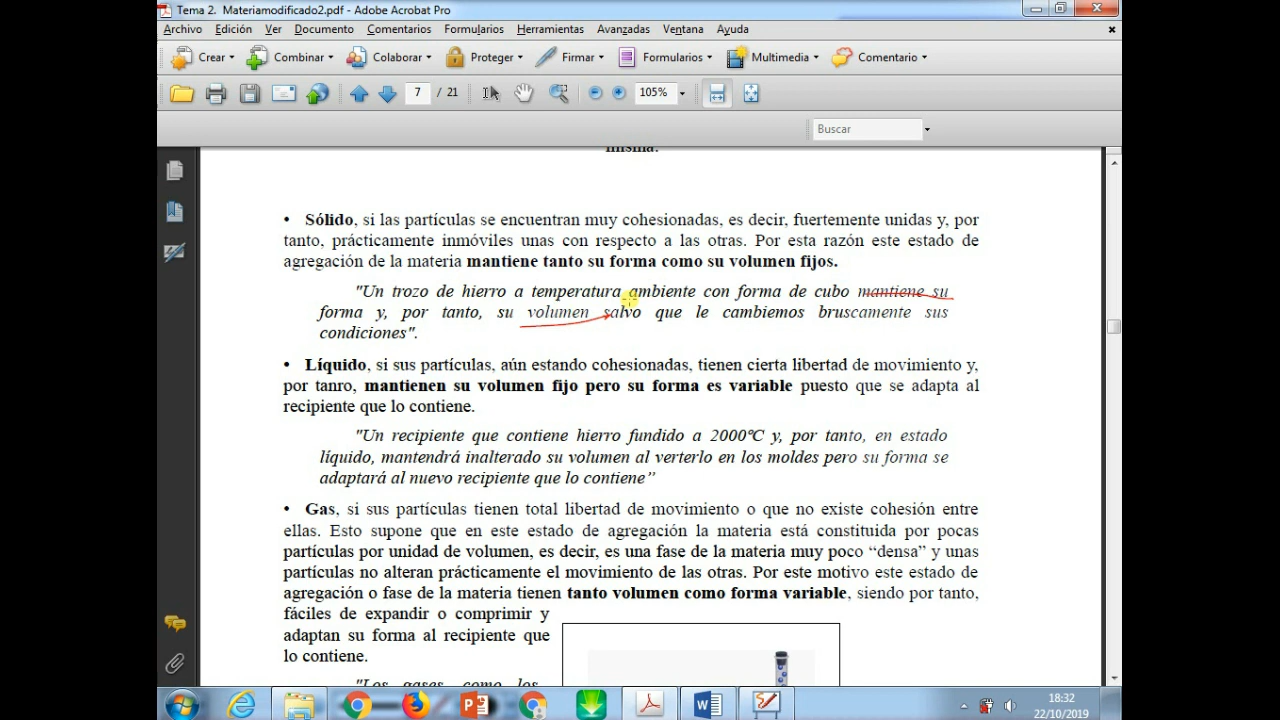 Tema 2. Materiamodificado2.pdf - Adobe Acrobat Pro
Archivo Edición Ver Documento Comentarios Formularios Herramientas Avanzadas Ventana Ayuda
Crear Combinar Colaborar Proteger Firmar Formularios Multimedia Comentario
7 / 21 105%
Buscar
misma.
• Sólido, si las partículas se encuentran muy cohesionadas, es decir, fuertemente unidas y, por
tanto, prácticamente inmóviles unas con respecto a las otras. Por esta razón este estado de
agregación de la materia mantiene tanto su forma como su volumen fijos.
"Un trozo de hierro a temperatura ambiente con forma de cubo mantiene su
forma y, por tanto, su volumen salvo que le cambiemos bruscamente sus
condiciones".
• Líquido, si sus partículas, aún estando cohesionadas, tienen cierta libertad de movimiento y,
por tanro, mantienen su volumen fijo pero su forma es variable puesto que se adapta al
recipiente que lo contiene.
"Un recipiente que contiene hierro fundido a 2000ºC y, por tanto, en estado
líquido, mantendrá inalterado su volumen al verterlo en los moldes pero su forma se
adaptará al nuevo recipiente que lo contiene”
• Gas, si sus partículas tienen total libertad de movimiento o que no existe cohesión entre
ellas. Esto supone que en este estado de agregación la materia está constituida por pocas
partículas por unidad de volumen, es decir, es una fase de la materia muy poco “densa” y unas
partículas no alteran prácticamente el movimiento de las otras. Por este motivo este estado de
agregación o fase de la materia tienen tanto volumen como forma variable, siendo por tanto,
fáciles de expandir o comprimir y
adaptan su forma al recipiente que
lo contiene.
"Los gases, como los
18:32
22/10/2019